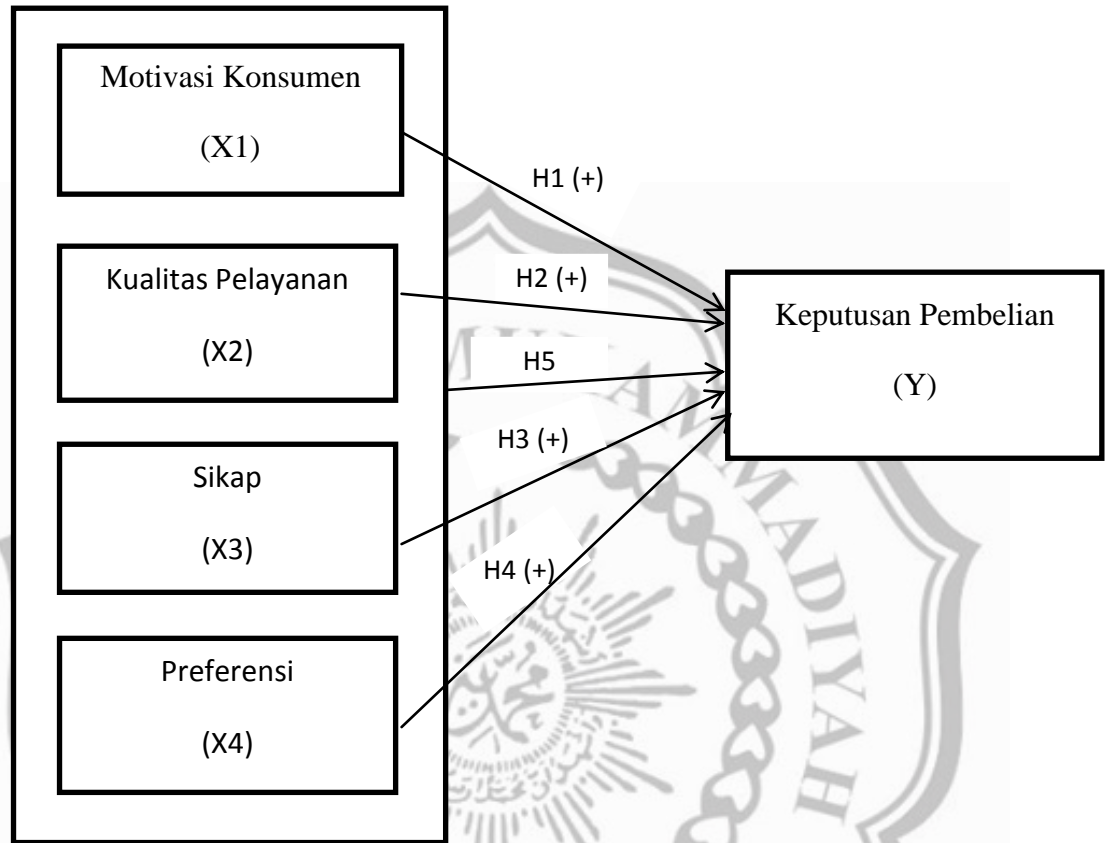 Motivasi Konsumen
(X1)
H1 (+)
Kualitas Pelayanan
(X2)
H2 (+)
H5
Keputusan Pembelian
(Y)
Sikap
(X3)
H3 (+)
Preferensi
(X4)
H4 (+)